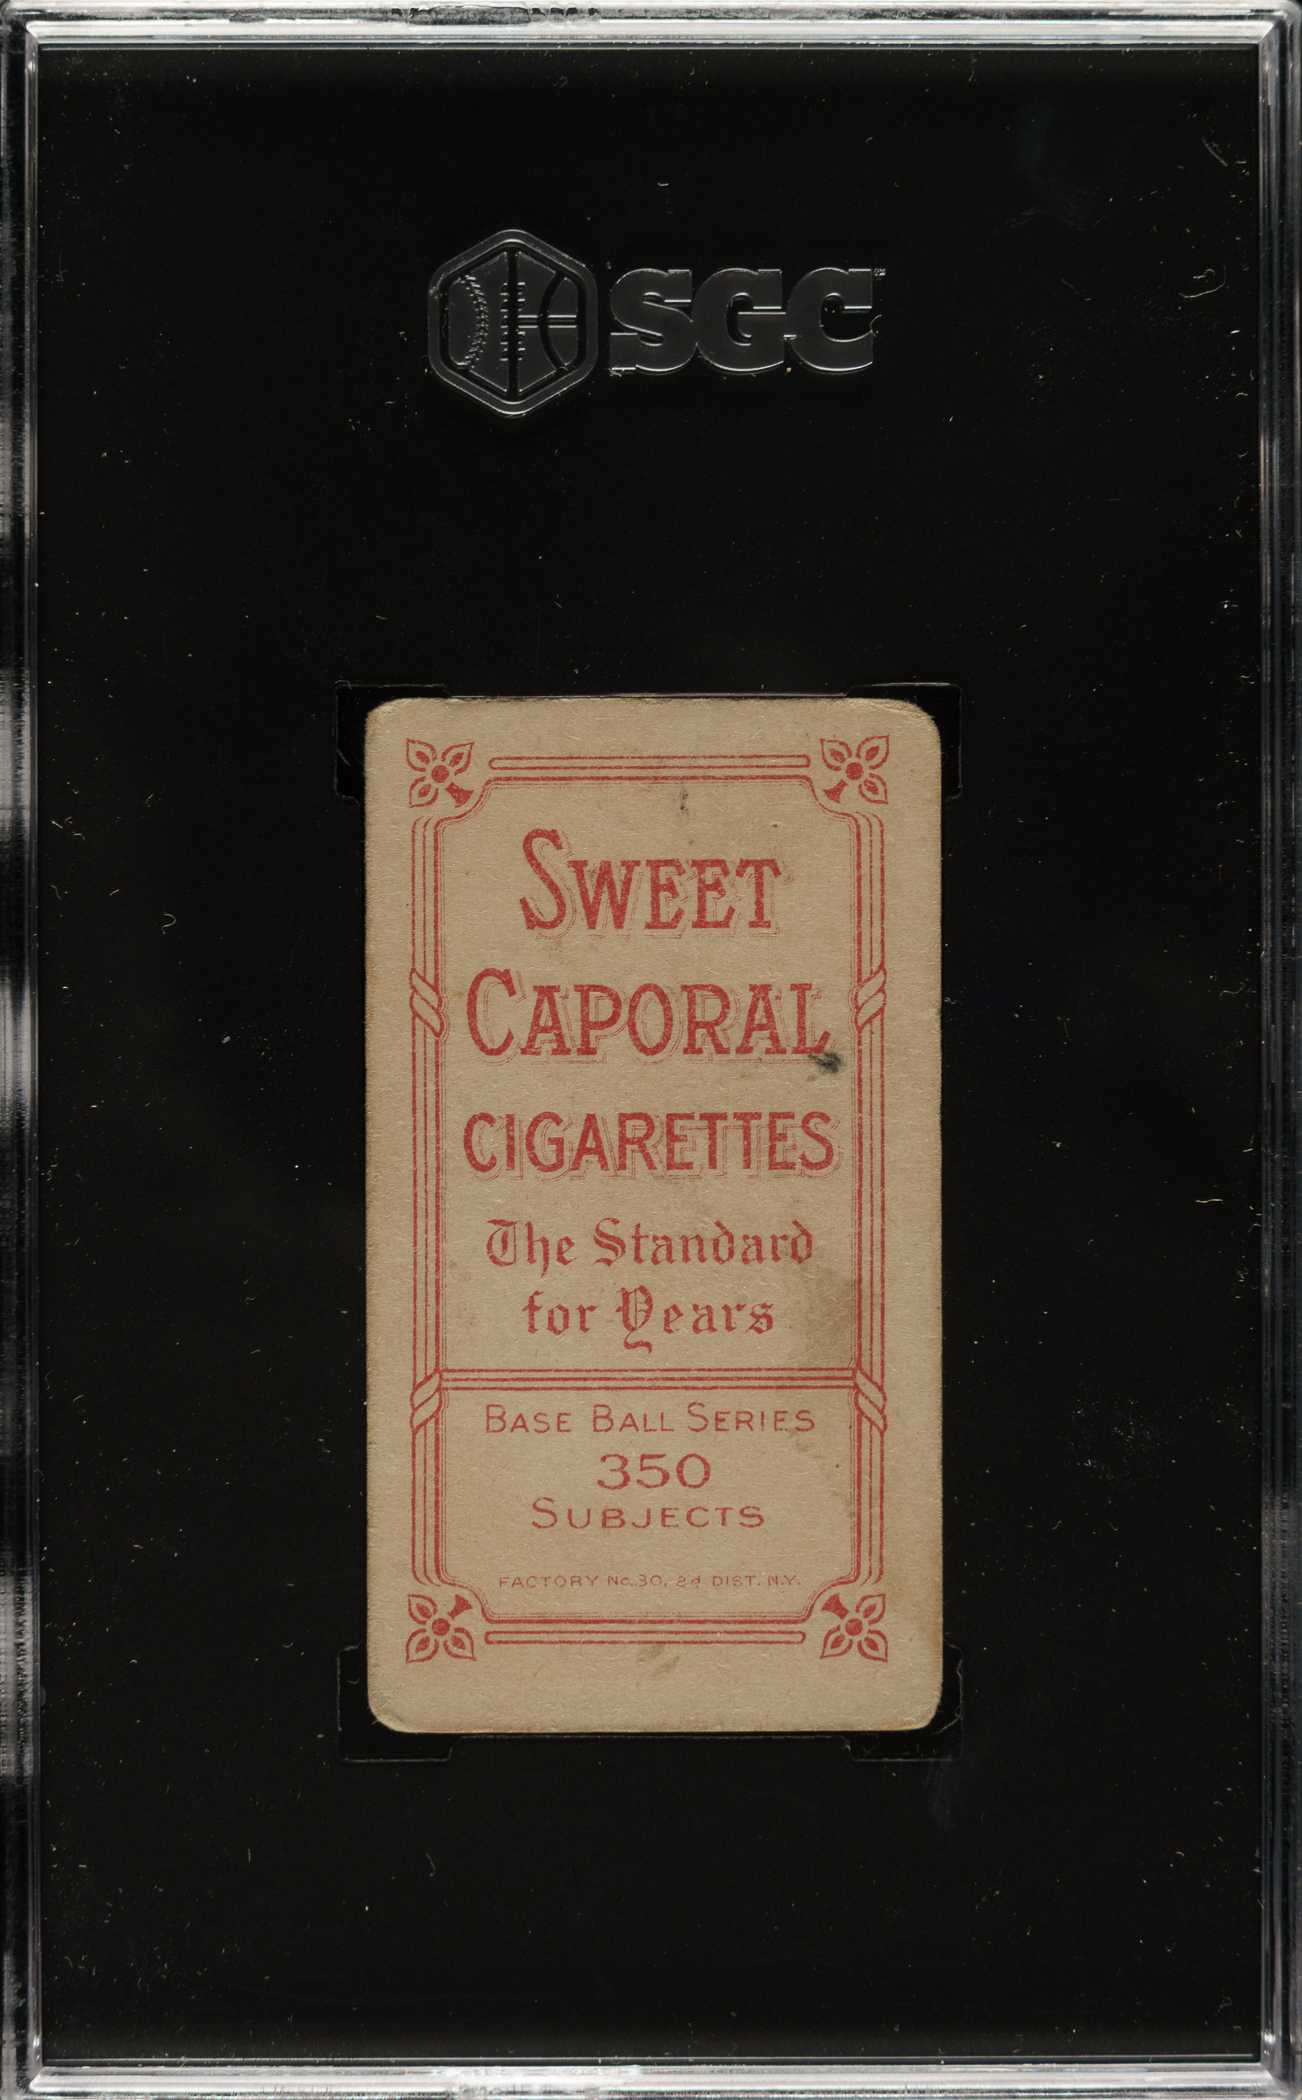 SGC
SWEET
CAPORAL
CIGARETTES
The Standard
for Years
BASE BALL SERIES
350
SUBJECTS
FACTORY No. 30, 2d DIST. N.Y.